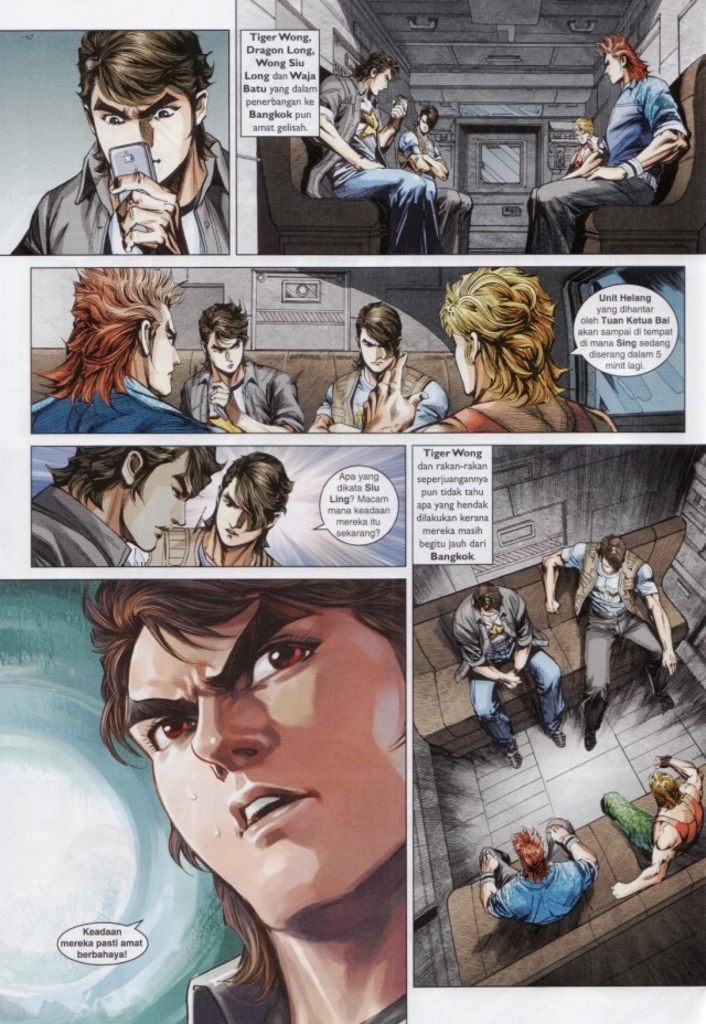 Tiger Wong,
Dragon Long,
Wong Siu
Long dan Waja
Batu yang dalam
penerbangan ke
Bangkok pun
amat gelisah.
Unit Helang
yang dihantar
oleh Tuan Ketua Bai
akan sampai di tempat
di mana Sing sedang
diserang dalam 5
minit lagi.
Apa yang
dikata Siu
Ling? Macam
mana keadaan
mereka itu
sekarang?
Tiger Wong
dan rakan-rakan
seperjuangannya
pun tidak tahu
apa yang hendak
dilakukan kerana
mereka masih
begitu jauh dari
Bangkok.
Keadaan
mereka pasti amat
berbahaya!